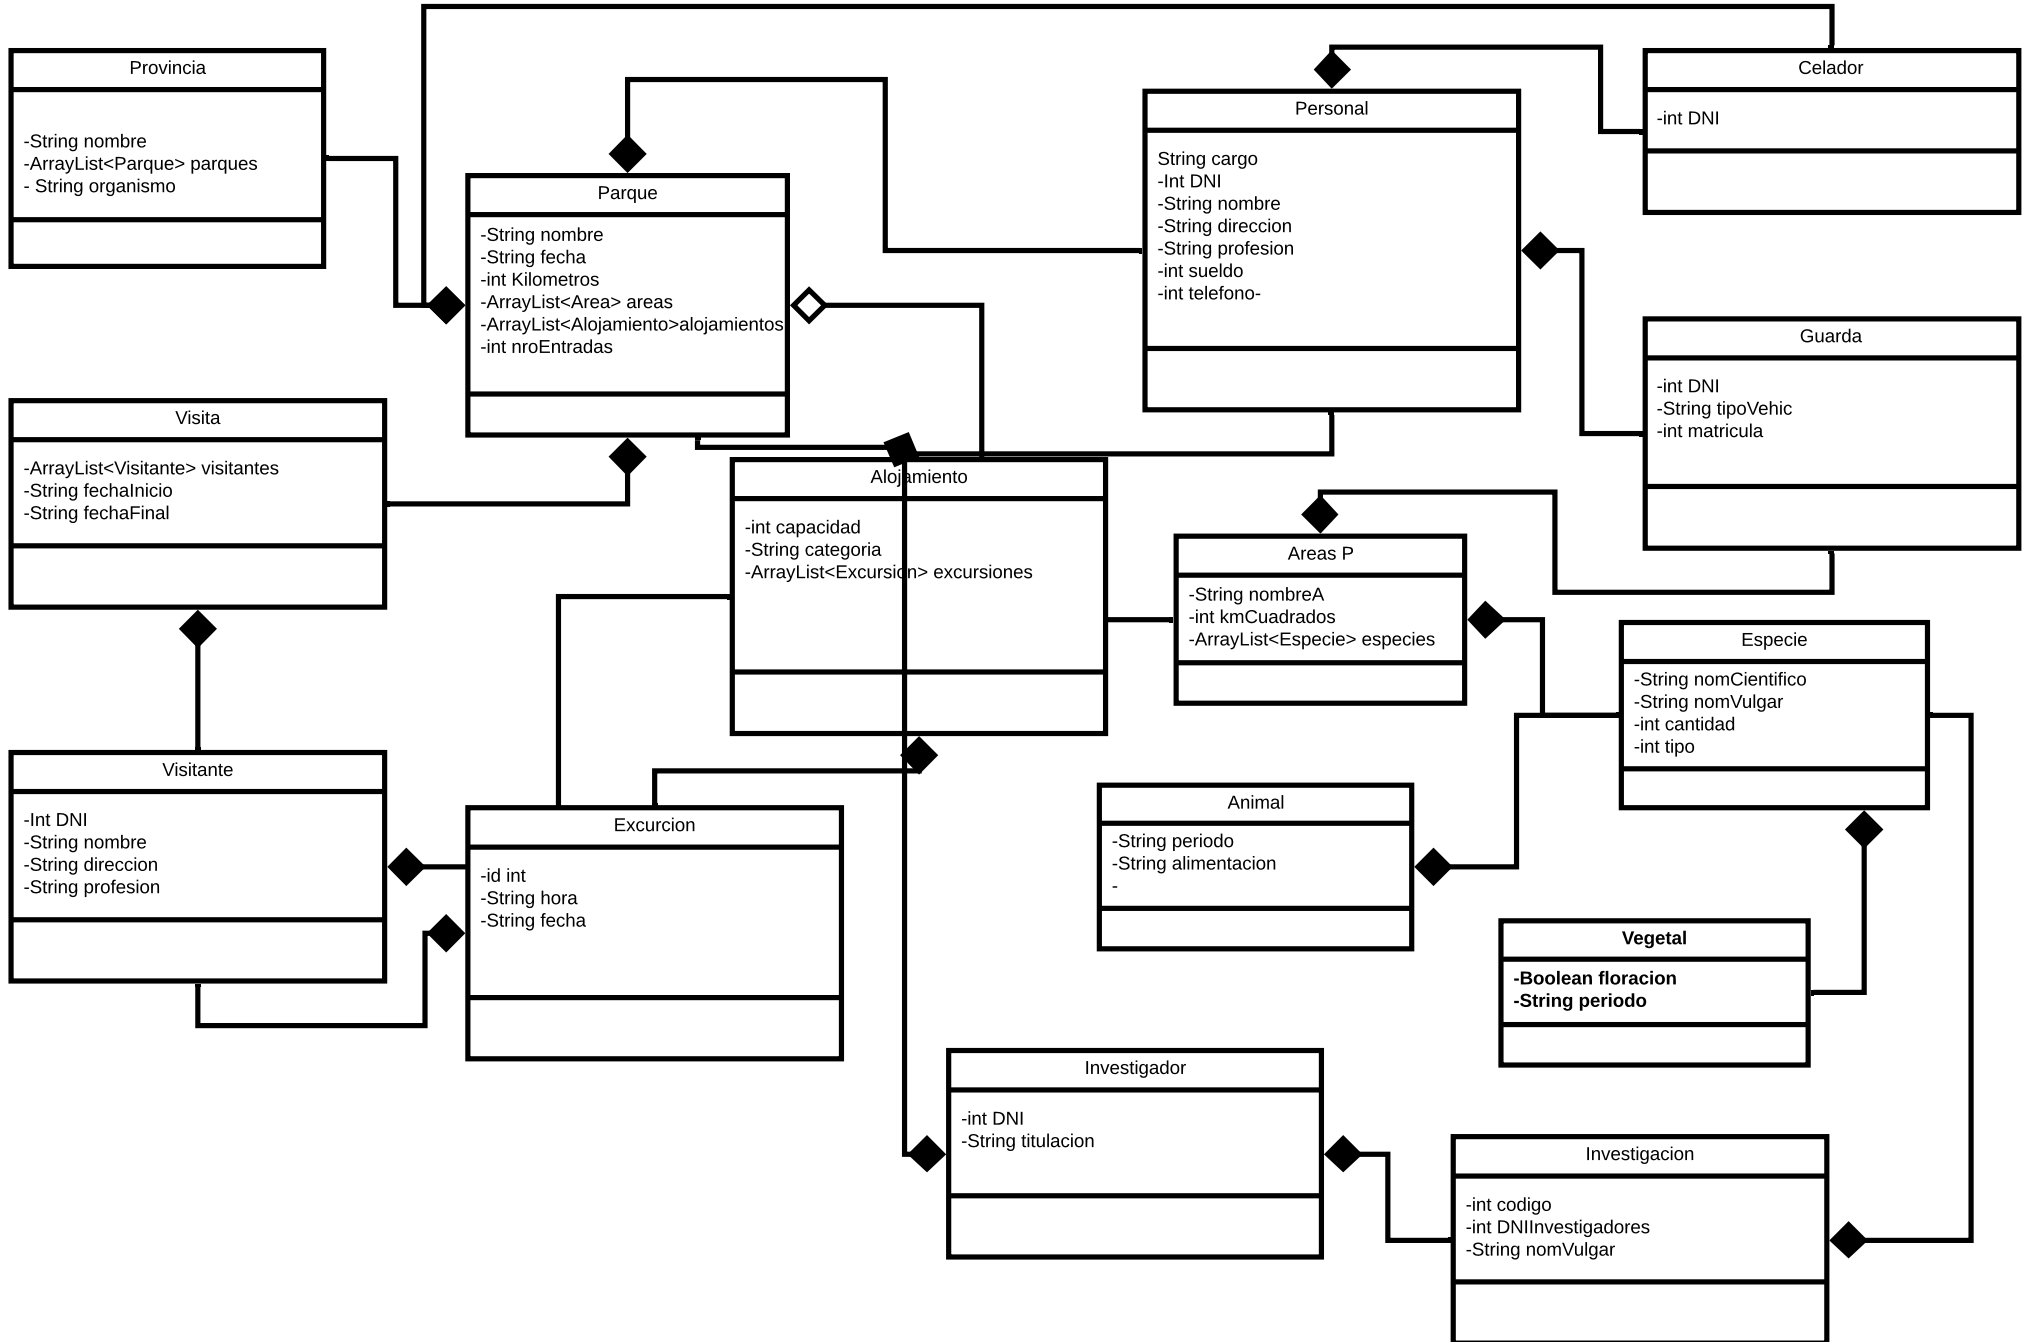 Provincia
-String nombre
-ArrayList<Parque> parques
- String organismo
Parque
-String nombre
-String fecha
-int Kilometros
-ArrayList<Area> areas
-ArrayList<Alojamiento>alojamientos
-int nroEntradas
Personal
String cargo
-Int DNI
-String nombre
-String direccion
-String profesion
-int sueldo
-int telefono-
Celador
-int DNI
Guarda
-int DNI
-String tipoVehic
-int matricula
Visita
-ArrayList<Visitante> visitantes
-String fechaInicio
-String fechaFinal
Alojamiento
-int capacidad
-String categoria
-ArrayList<Excursion> excursiones
Areas P
-String nombreA
-int kmCuadrados
-ArrayList<Especie> especies
Especie
-String nomCientifico
-String nomVulgar
-int cantidad
-int tipo
Visitante
-Int DNI
-String nombre
-String direccion
-String profesion
Excurcion
-id int
-String hora
-String fecha
Animal
-String periodo
-String alimentacion
-
Vegetal
-Boolean floracion
-String periodo
Investigador
-int DNI
-String titulacion
Investigacion
-int codigo
-int DNIInvestigadores
-String nomVulgar